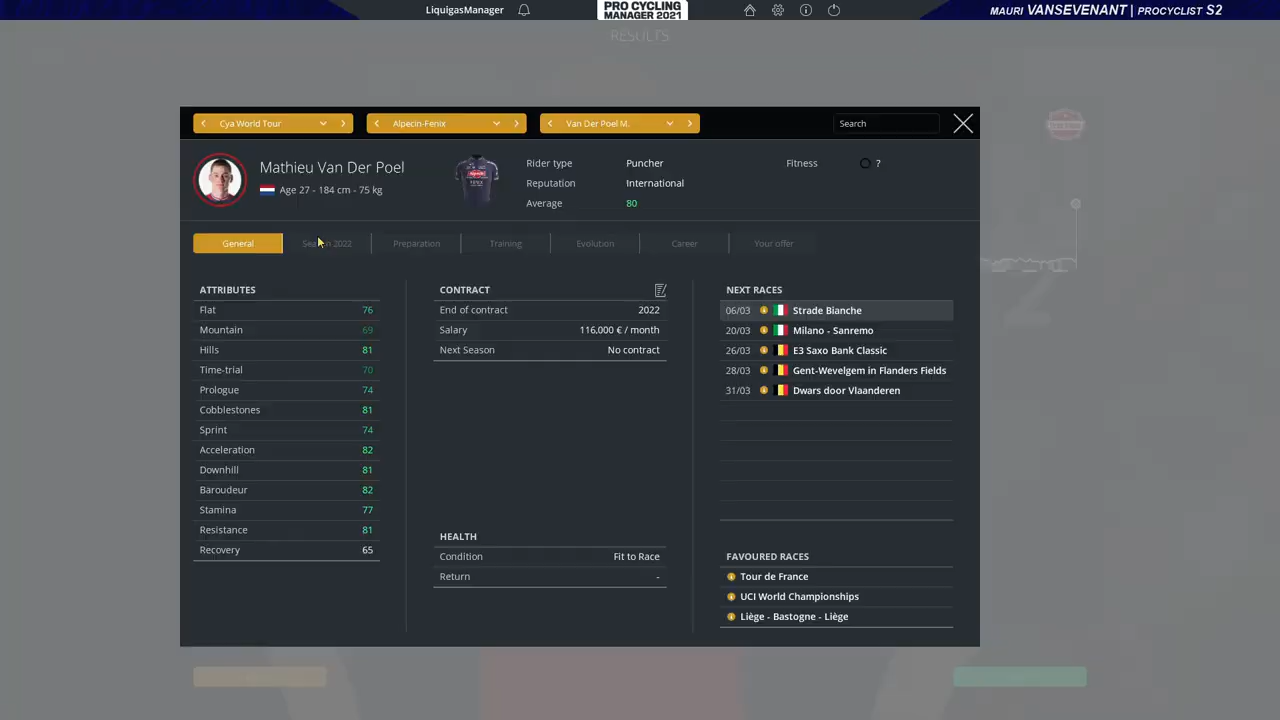 LiquigasManager
PRO CYCLING
MANAGER 2021
MAURI VANSEVENANT | PROCYCLIST S2
RESULTS
Cya World Tour
Alpecin-Fenix
Van Der Poel M.
Search
Mathieu Van Der Poel
Age 27 - 184 cm - 75 kg
Rider type Puncher
Reputation International
Average 80
Fitness ?
General
Season 2022
Preparation
Training
Evolution
Career
Your offer
ATTRIBUTES
Flat 76
Mountain 69
Hills 81
Time-trial 70
Prologue 74
Cobblestones 81
Sprint 74
Acceleration 82
Downhill 81
Baroudeur 82
Stamina 77
Resistance 81
Recovery 65
CONTRACT
End of contract 2022
Salary 116,000 € / month
Next Season No contract
HEALTH
Condition Fit to Race
Return -
NEXT RACES
06/03 Strade Bianche
20/03 Milano - Sanremo
26/03 E3 Saxo Bank Classic
28/03 Gent-Wevelgem in Flanders Fields
31/03 Dwars door Vlaanderen
FAVOURED RACES
Tour de France
UCI World Championships
Liège - Bastogne - Liège